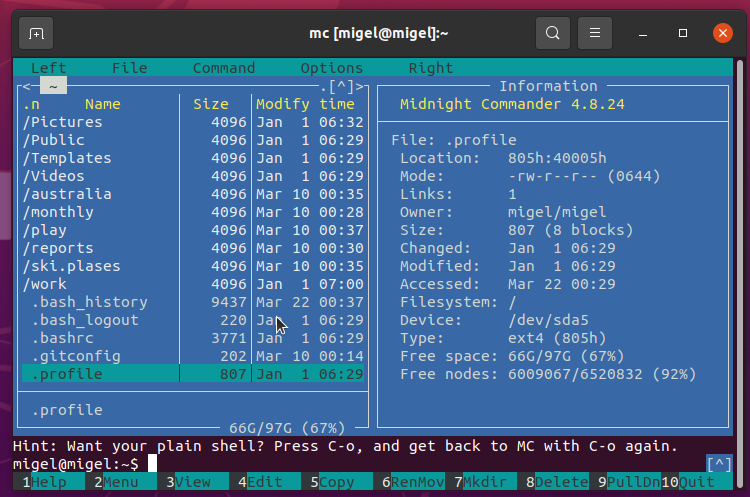 mc [migel@migel]:~
Left File Command Options Right
<- ~ .[^]>
.n Name Size Modify time
/Pictures 4096 Jan 1 06:32
/Public 4096 Jan 1 06:29
/Templates 4096 Jan 1 06:29
/Videos 4096 Jan 1 06:29
/australia 4096 Mar 10 00:35
/monthly 4096 Mar 10 00:28
/play 4096 Mar 10 00:37
/reports 4096 Mar 10 00:30
/ski.plases 4096 Mar 10 00:35
/work 4096 Jan 1 07:00
.bash_history 9437 Mar 22 00:37
.bash_logout 220 Jan 1 06:29
.bashrc 3771 Jan 1 06:29
.gitconfig 202 Mar 10 00:14
.profile 807 Jan 1 06:29
.profile
66G/97G (67%)
Information
Midnight Commander 4.8.24
File: .profile
Location: 805h:40005h
Mode: -rw-r--r-- (0644)
Links: 1
Owner: migel/migel
Size: 807 (8 blocks)
Changed: Jan 1 06:29
Modified: Jan 1 06:29
Accessed: Mar 22 00:29
Filesystem: /
Device: /dev/sda5
Type: ext4 (805h)
Free space: 66G/97G (67%)
Free nodes: 6009067/6520832 (92%)
Hint: Want your plain shell? Press C-o, and get back to MC with C-o again.
migel@migel:~$ [^]
1Help 2Menu 3View 4Edit 5Copy 6RenMov 7Mkdir 8Delete 9PullDn 10Quit